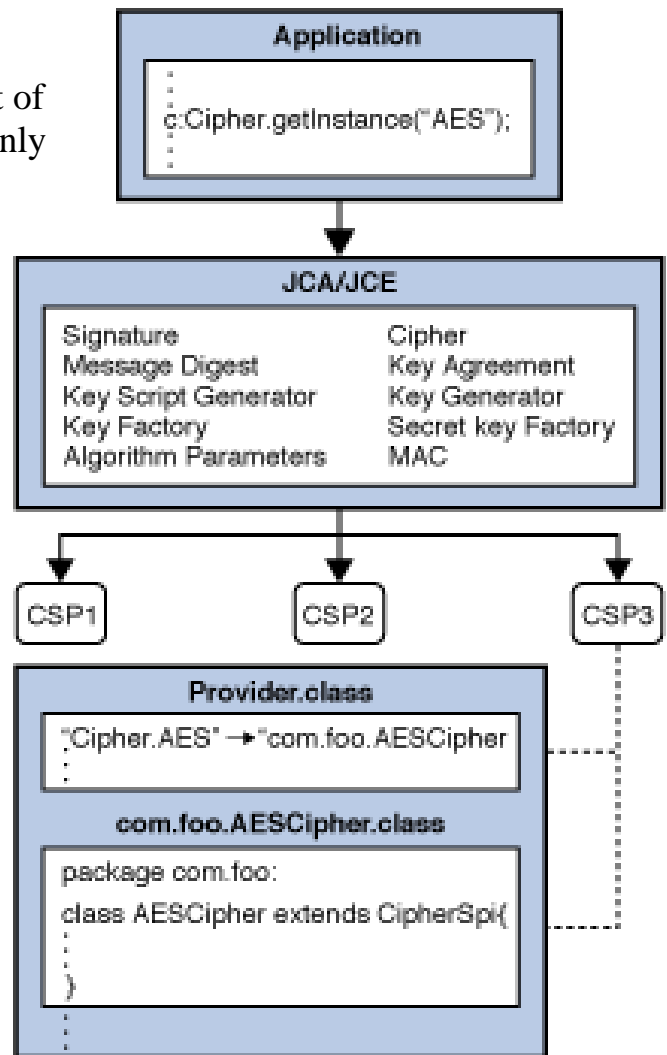 Application
t of
nly
:
c:Cipher.getInstance("AES");
:
JCA/JCE
Signature Cipher
Message Digest Key Agreement
Key Script Generator Key Generator
Key Factory Secret key Factory
Algorithm Parameters MAC
CSP1 CSP2 CSP3
Provider.class
"Cipher.AES" → "com.foo.AESCipher
:
com.foo.AESCipher.class
package com.foo:
class AESCipher extends CipherSpi{
:
}
: